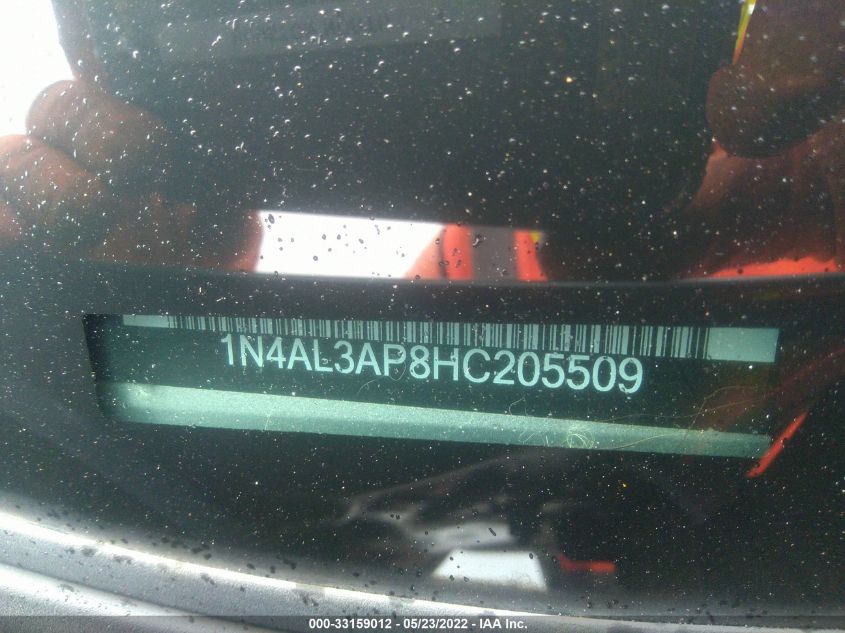 1N4AL3AP8HC205509
000-33159012 - 05/23/2022 - IAA Inc.